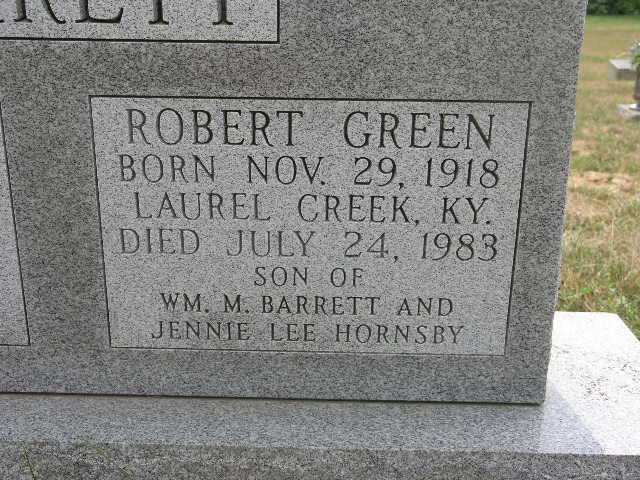 ROBERT GREEN
BORN NOV. 29, 1918
LAUREL CREEK, KY.
DIED JULY 24, 1983
SON OF
WM. M. BARRETT AND
JENNIE LEE HORNSBY